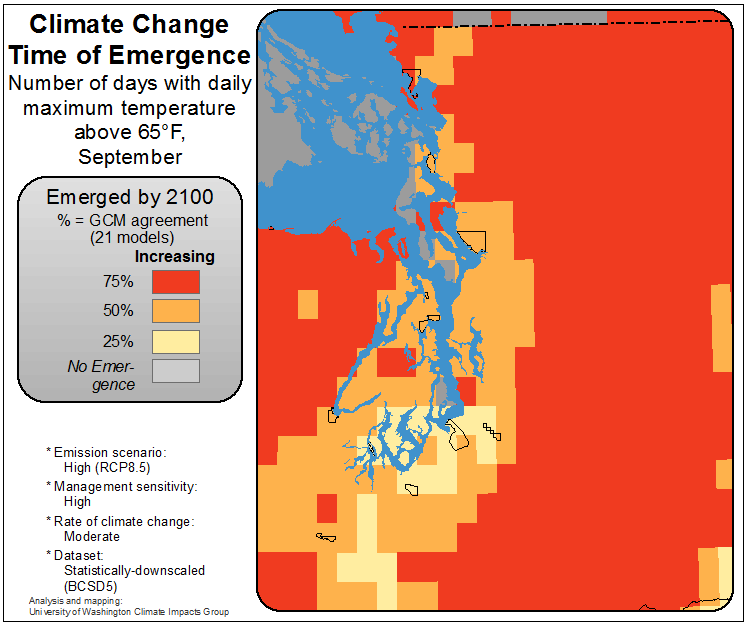 Climate Change
Time of Emergence
Number of days with daily
maximum temperature
above 65°F,
September
Emerged by 2100
% = GCM agreement
(21 models)
Increasing
75%
50%
25%
No Emer-
gence
* Emission scenario:
High (RCP8.5)
* Management sensitivity:
High
* Rate of climate change:
Moderate
* Dataset:
Statistically-downscaled
(BCSD5)
Analysis and mapping:
University of Washington Climate Impacts Group